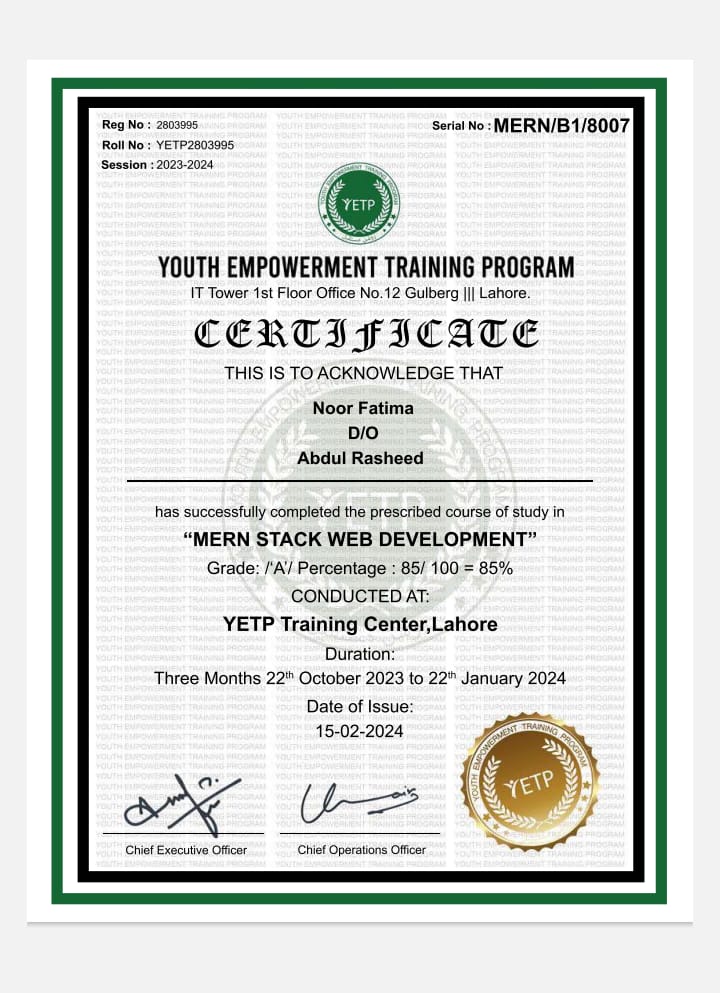 Reg No : 2803995
Serial No : MERN/B1/8007
Roll No : YETP2803995
Session : 2023-2024
YETP
YOUTH EMPOWERMENT TRAINING PROGRAM
IT Tower 1st Floor Office No.12 Gulberg ||| Lahore.
CERTIFICATE
THIS IS TO ACKNOWLEDGE THAT
Noor Fatima
D/O
Abdul Rasheed
has successfully completed the prescribed course of study in
“MERN STACK WEB DEVELOPMENT”
Grade: /‘A’/ Percentage : 85/ 100 = 85%
CONDUCTED AT:
YETP Training Center,Lahore
Duration:
Three Months 22th October 2023 to 22th January 2024
Date of Issue:
15-02-2024
YOUTH EMPOWERMENT TRAINING PROGRAM
YETP
Chief Executive Officer
Chief Operations Officer